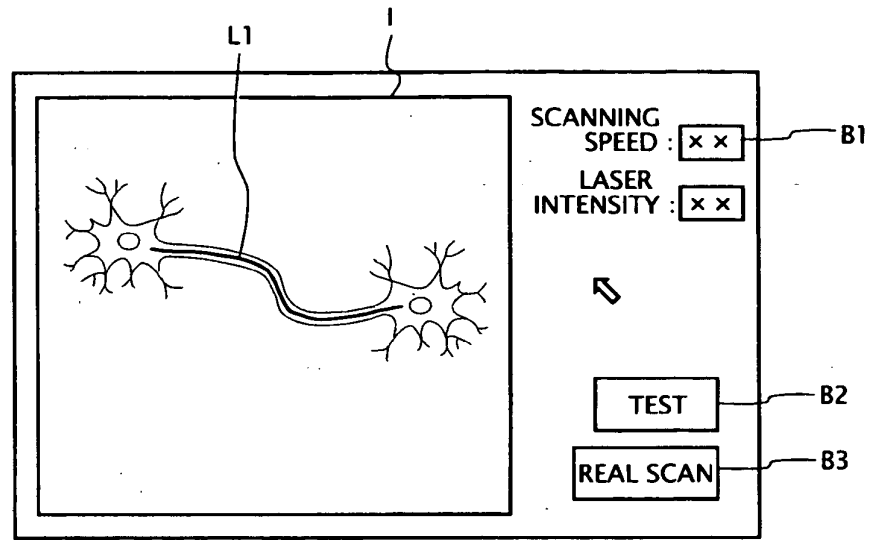 I
L1
SCANNING
SPEED : × × B1
LASER
INTENSITY : × ×
TEST B2
REAL SCAN B3